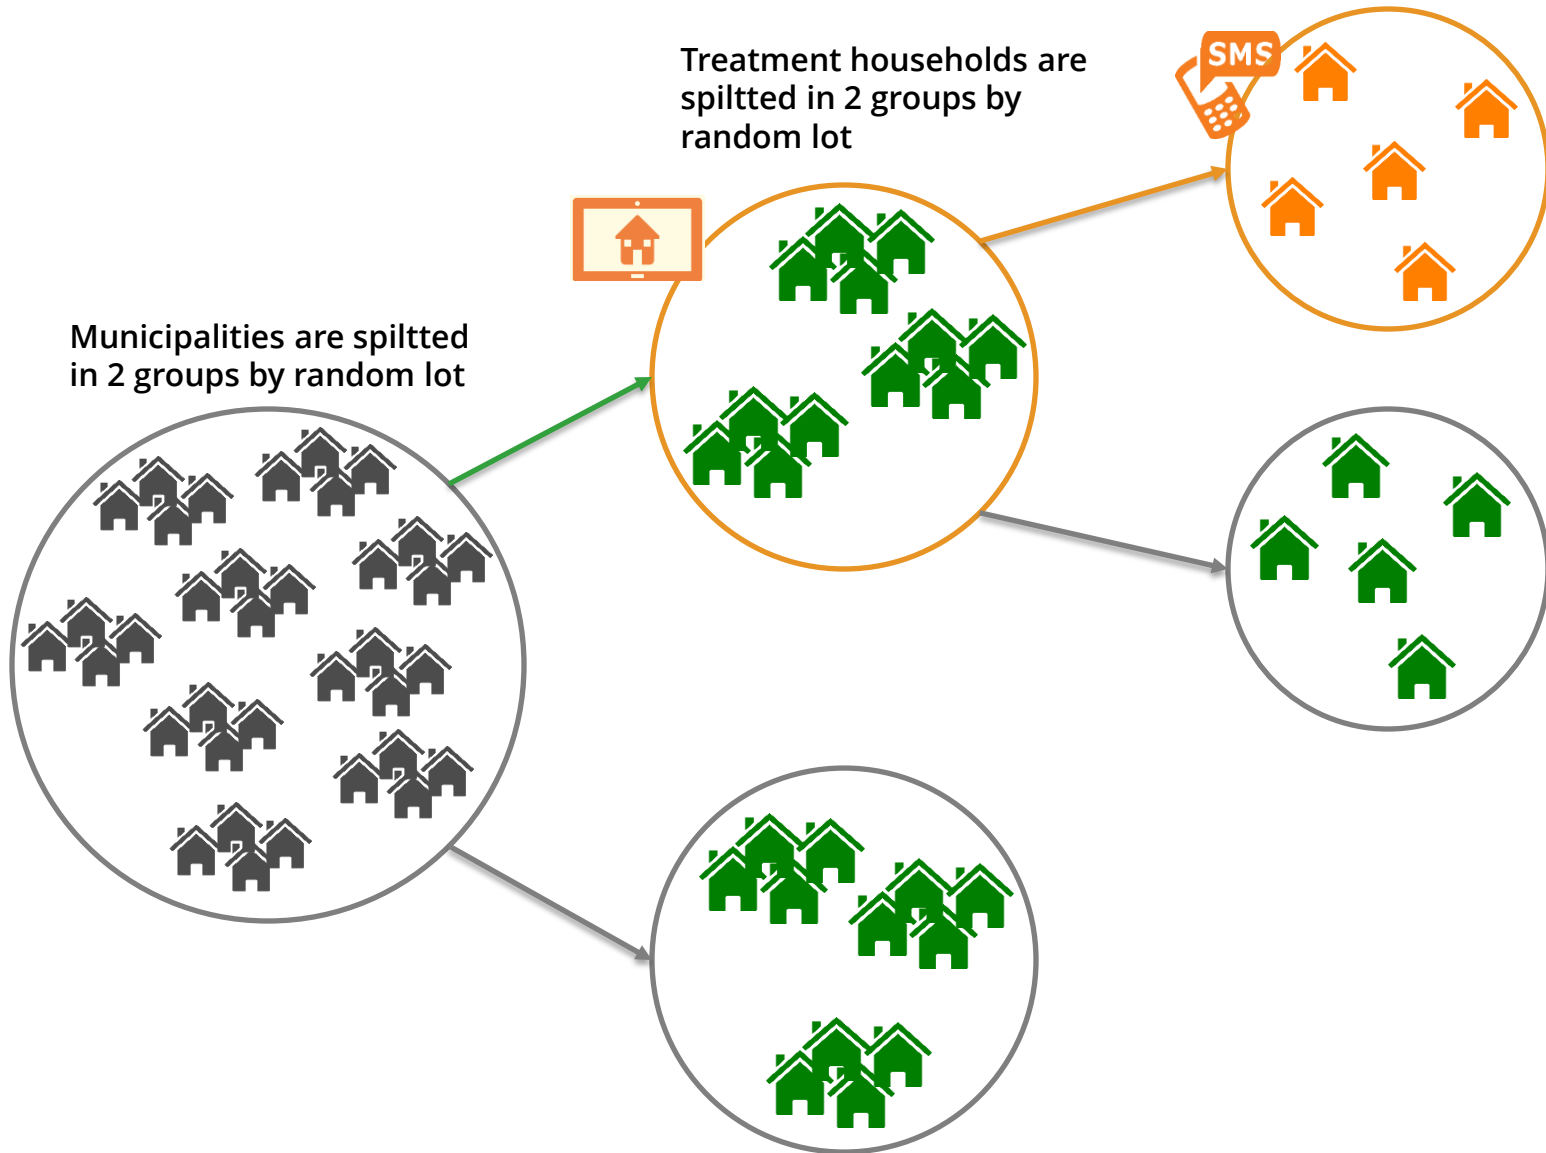 Treatment households are
spiltted in 2 groups by
random lot
SMS
Municipalities are spiltted
in 2 groups by random lot